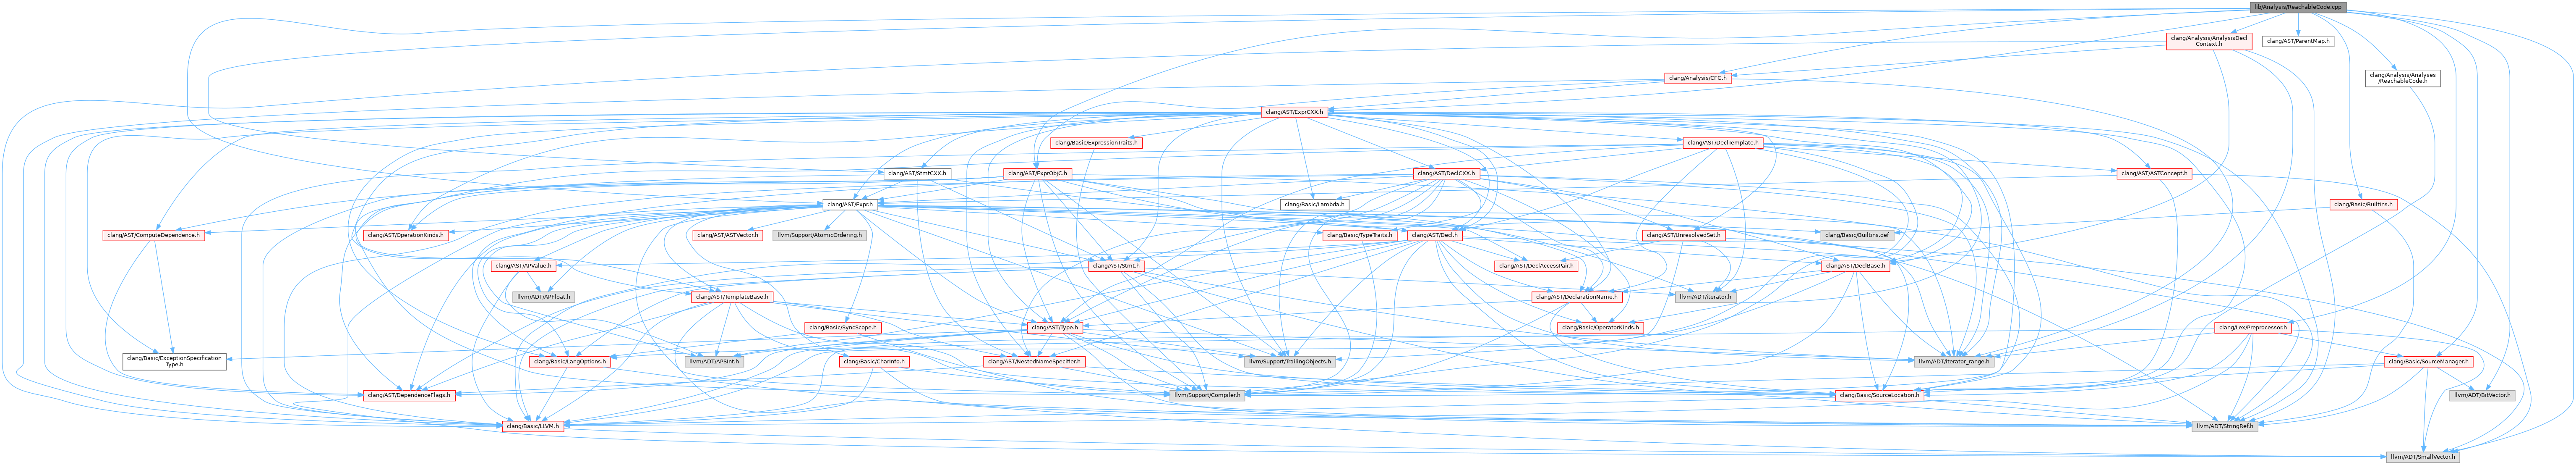 lib/Analysis/ReachableCode.cpp
clang/Analysis/AnalysisDecl
Context.h
clang/AST/ParentMap.h
clang/Analysis/CFG.h
clang/Analysis/Analyses
/ReachableCode.h
clang/AST/ExprCXX.h
clang/Basic/ExpressionTraits.h
clang/AST/DeclTemplate.h
clang/AST/StmtCXX.h
clang/AST/ExprObjC.h
clang/AST/DeclCXX.h
clang/AST/ASTConcept.h
clang/AST/Expr.h
clang/Basic/Lambda.h
clang/Basic/Builtins.h
clang/AST/ComputeDependence.h
clang/AST/OperationKinds.h
clang/AST/ASTVector.h
llvm/Support/AtomicOrdering.h
clang/Basic/TypeTraits.h
clang/AST/Decl.h
clang/AST/UnresolvedSet.h
clang/Basic/Builtins.def
clang/AST/APValue.h
clang/AST/Stmt.h
clang/AST/DeclAccessPair.h
clang/AST/DeclBase.h
llvm/ADT/APFloat.h
clang/AST/TemplateBase.h
clang/AST/DeclarationName.h
llvm/ADT/iterator.h
clang/Basic/SyncScope.h
clang/AST/Type.h
clang/Basic/OperatorKinds.h
clang/Lex/Preprocessor.h
clang/Basic/ExceptionSpecification
Type.h
clang/Basic/LangOptions.h
llvm/ADT/APSInt.h
clang/Basic/CharInfo.h
clang/AST/NestedNameSpecifier.h
llvm/Support/TrailingObjects.h
llvm/ADT/iterator_range.h
clang/Basic/SourceManager.h
clang/AST/DependenceFlags.h
llvm/Support/Compiler.h
clang/Basic/SourceLocation.h
llvm/ADT/BitVector.h
clang/Basic/LLVM.h
llvm/ADT/StringRef.h
llvm/ADT/SmallVector.h